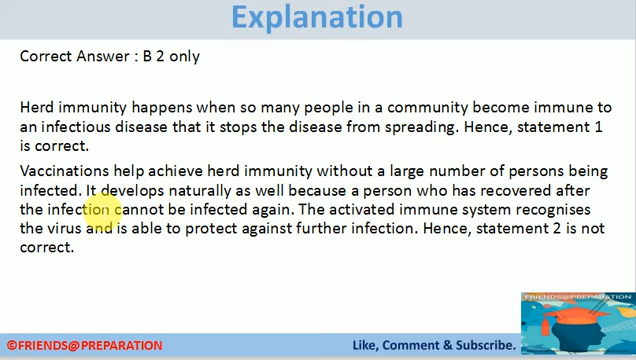 Explanation
Correct Answer : B 2 only
Herd immunity happens when so many people in a community become immune to
an infectious disease that it stops the disease from spreading. Hence, statement 1
is correct.
Vaccinations help achieve herd immunity without a large number of persons being
infected. It develops naturally as well because a person who has recovered after
the infection cannot be infected again. The activated immune system recognises
the virus and is able to protect against further infection. Hence, statement 2 is not
correct.
FRIENDS@PREPARATION
©FRIENDS@PREPARATION
Like, Comment & Subscribe.